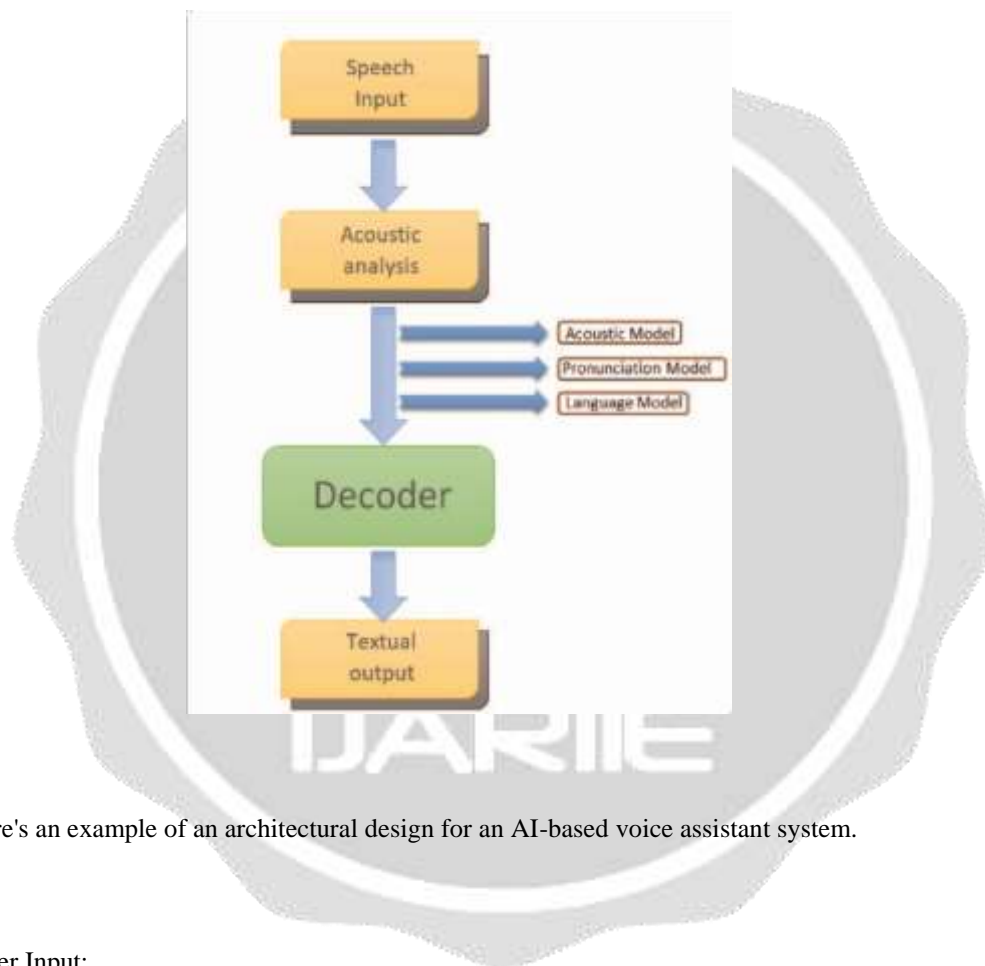 Speech
Input
Acoustic
analysis
Acoustic Model
Pronunciation Model
Language Model
Decoder
Textual
output
IJARIIE
re's an example of an architectural design for an AI-based voice assistant system.
er Input: